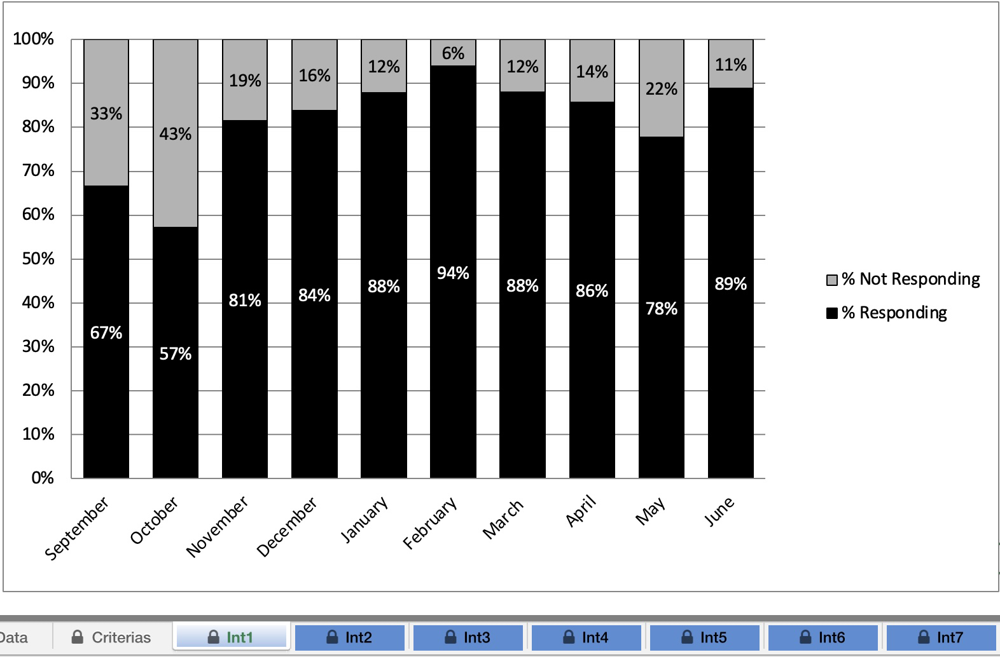 100%
90%
80%
70%
60%
50%
40%
30%
20%
10%
0%
33%
43%
19%
16%
12%
6%
12%
14%
22%
11%
67%
57%
81%
84%
88%
94%
88%
86%
78%
89%
September
October
November
December
January
February
March
April
May
June
% Not Responding
% Responding
Data Criterias Int1 Int2 Int3 Int4 Int5 Int6 Int7